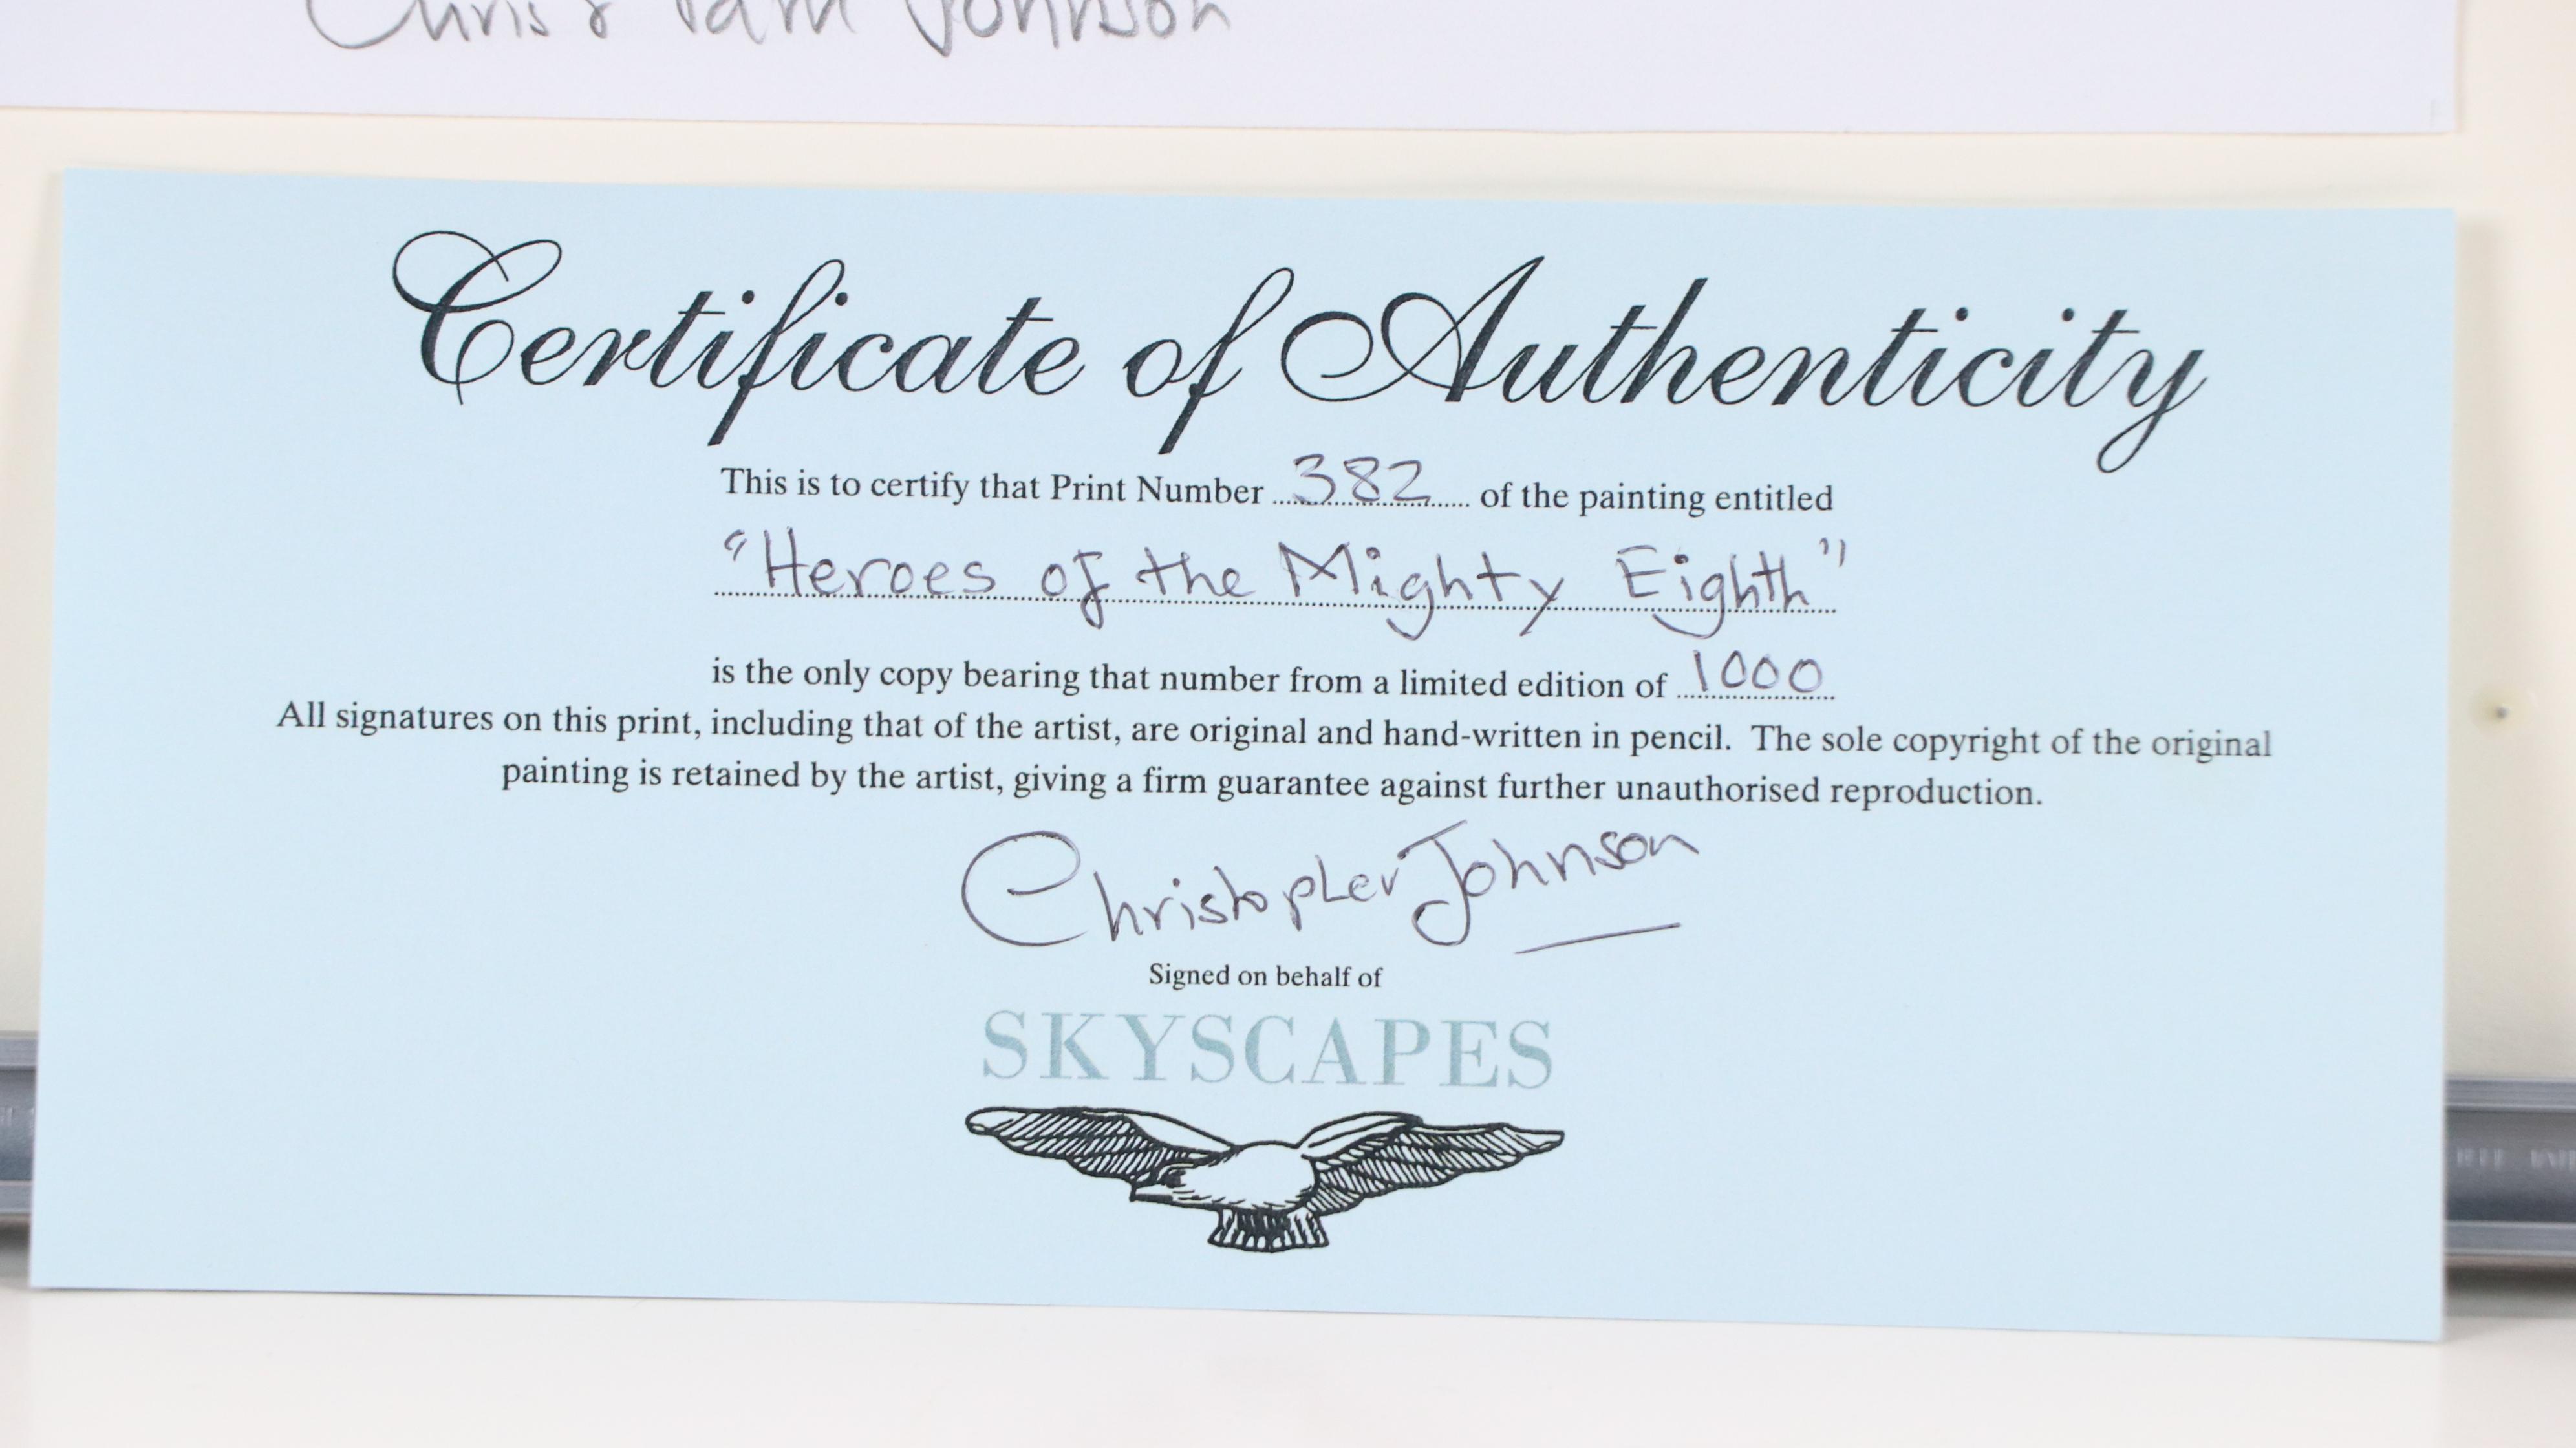 Chris & Pam Johnson
Certificate of Authenticity
This is to certify that Print Number 382 of the painting entitled
"Heroes of the Mighty Eighth"
is the only copy bearing that number from a limited edition of 1000
All signatures on this print, including that of the artist, are original and hand-written in pencil. The sole copyright of the original
painting is retained by the artist, giving a firm guarantee against further unauthorised reproduction.
Christopher Johnson
Signed on behalf of
SKYSCAPES